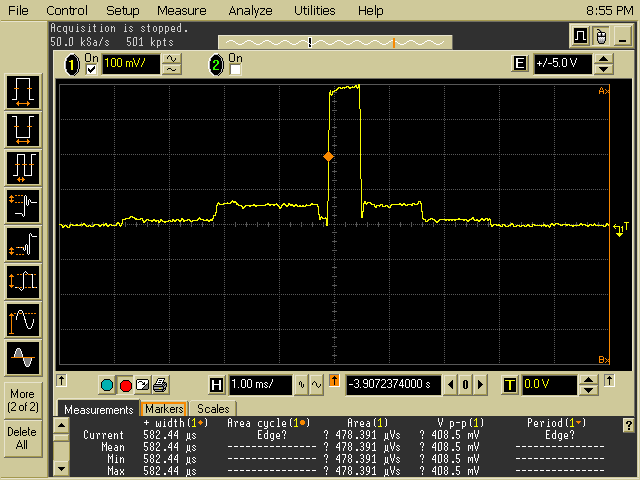 File Control Setup Measure Analyze Utilities Help 8:55 PM
Acquisition is stopped.
50.0 kSa/s 501 kpts
1 On 100 mV/ 2 On E +/-5.0 V
Ax
T
Bx
H 1.00 ms/ -3.9072374000 s 0 T 0.0 V
More
(2 of 2)
Delete
All
Measurements Markers Scales
+ width(1) Area cycle(1) Area(1) V p-p(1) Period(1)
Current 582.44 µs Edge? ? 478.391 µVs ? 408.5 mV Edge?
Mean 582.44 µs ---------------- ? 478.391 µVs ? 408.5 mV ----------------
Min 582.44 µs ---------------- ? 478.391 µVs ? 408.5 mV ----------------
Max 582.44 µs ---------------- ? 478.391 µVs ? 408.5 mV ----------------
?